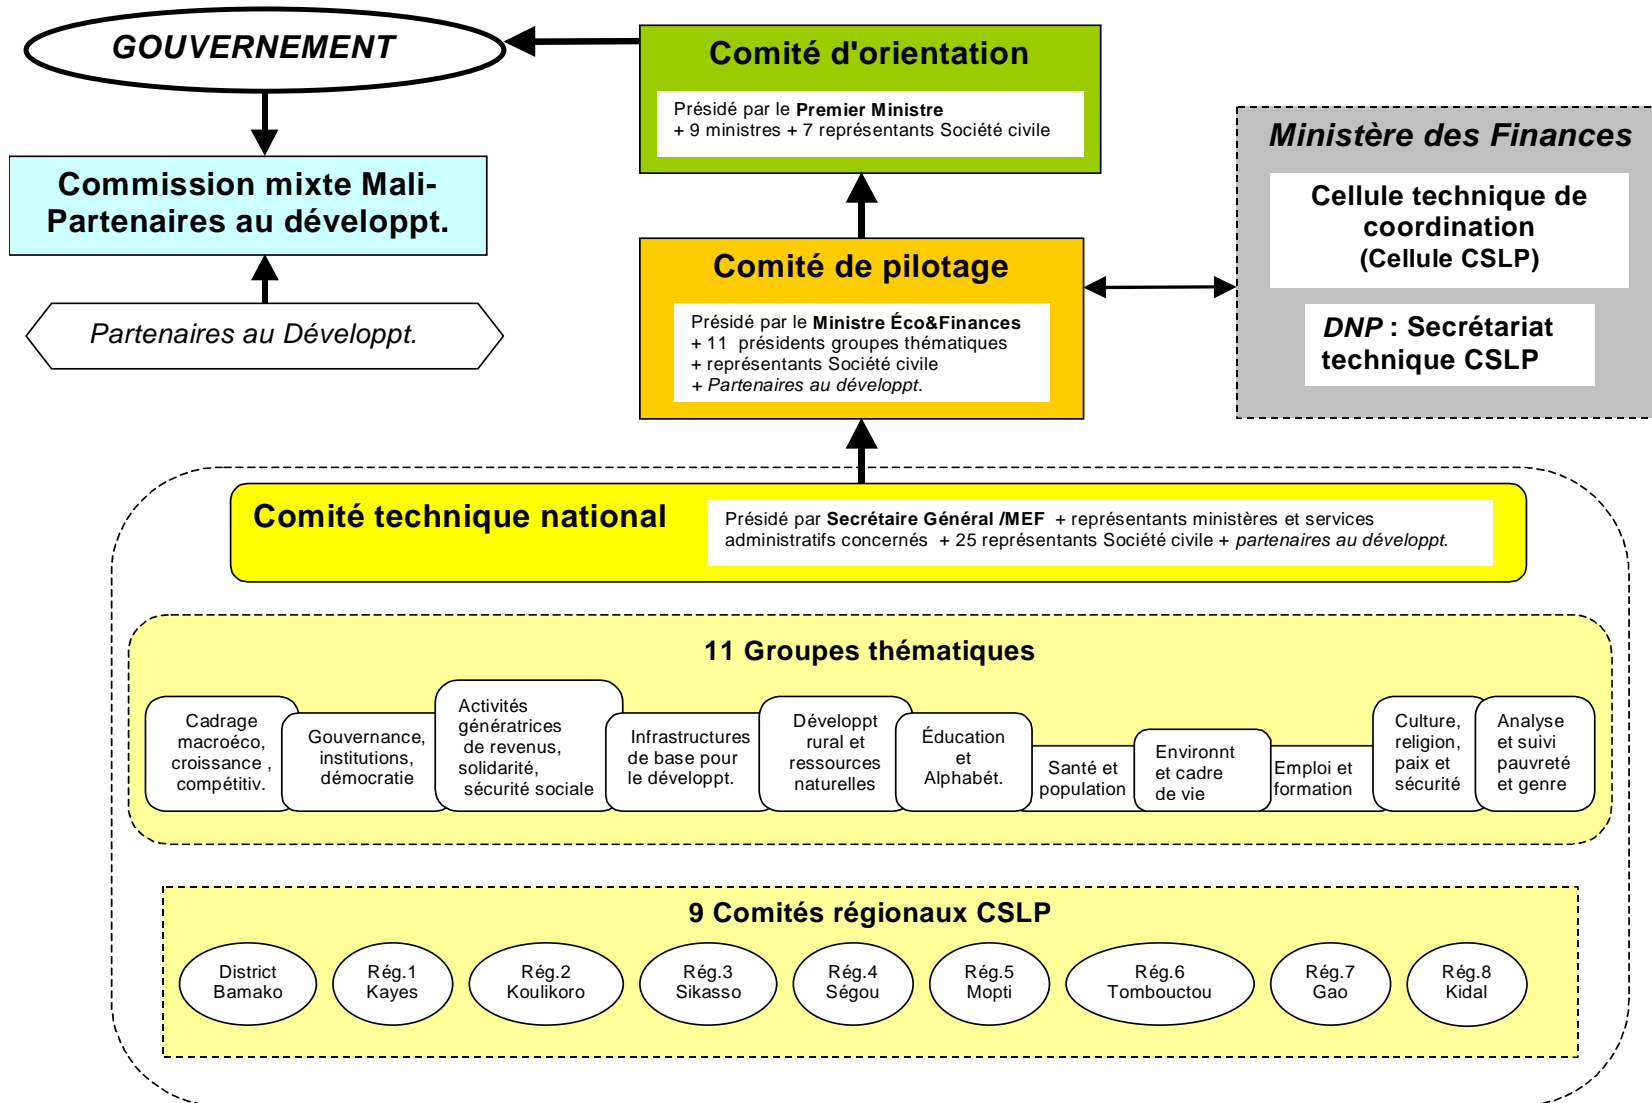 GOUVERNEMENT
Comité d'orientation
Présidé par le Premier Ministre
+ 9 ministres + 7 représentants Société civile
Commission mixte Mali-
Partenaires au développt.
Partenaires au Développt.
Comité de pilotage
Présidé par le Ministre Éco&Finances
+ 11 présidents groupes thématiques
+ représentants Société civile
+ Partenaires au développt.
Ministère des Finances
Cellule technique de
coordination
(Cellule CSLP)
DNP : Secrétariat
technique CSLP
Comité technique national
Présidé par Secrétaire Général /MEF + représentants ministères et services
administratifs concernés + 25 représentants Société civile + partenaires au développt.
11 Groupes thématiques
Cadrage
macroéco,
croissance ,
compétitiv.
Gouvernance,
institutions,
démocratie
Activités
génératrices
de revenus,
solidarité,
sécurité sociale
Infrastructures
de base pour
le développt.
Développt
rural et
ressources
naturelles
Éducation
et
Alphabét.
Santé et
population
Environnt
et cadre
de vie
Emploi et
formation
Culture,
religion,
paix et
sécurité
Analyse
et suivi
pauvreté
et genre
9 Comités régionaux CSLP
District
Bamako
Rég.1
Kayes
Rég.2
Koulikoro
Rég.3
Sikasso
Rég.4
Ségou
Rég.5
Mopti
Rég.6
Tombouctou
Rég.7
Gao
Rég.8
Kidal